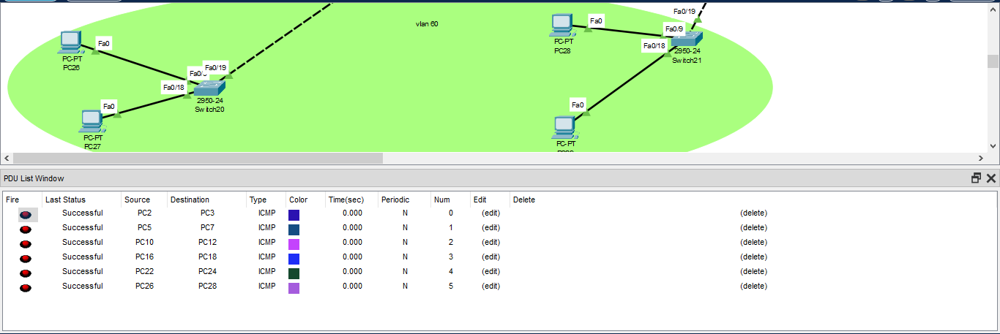 Fa0/19
vlan 60
Fa0
Fa0
Fa0/9
PC-PT
PC26
PC-PT
PC28
Fa0/18
2950-24
Switch21
Fa0/19
Fa0/18
2950-24
Switch20
Fa0
Fa0
PC-PT
PC27
PC-PT
PDU List Window
Fire Last Status Source Destination Type Color Time(sec) Periodic Num Edit Delete
Successful PC2 PC3 ICMP 0.000 N 0 (edit) (delete)
Successful PC5 PC7 ICMP 0.000 N 1 (edit) (delete)
Successful PC10 PC12 ICMP 0.000 N 2 (edit) (delete)
Successful PC16 PC18 ICMP 0.000 N 3 (edit) (delete)
Successful PC22 PC24 ICMP 0.000 N 4 (edit) (delete)
Successful PC26 PC28 ICMP 0.000 N 5 (edit) (delete)